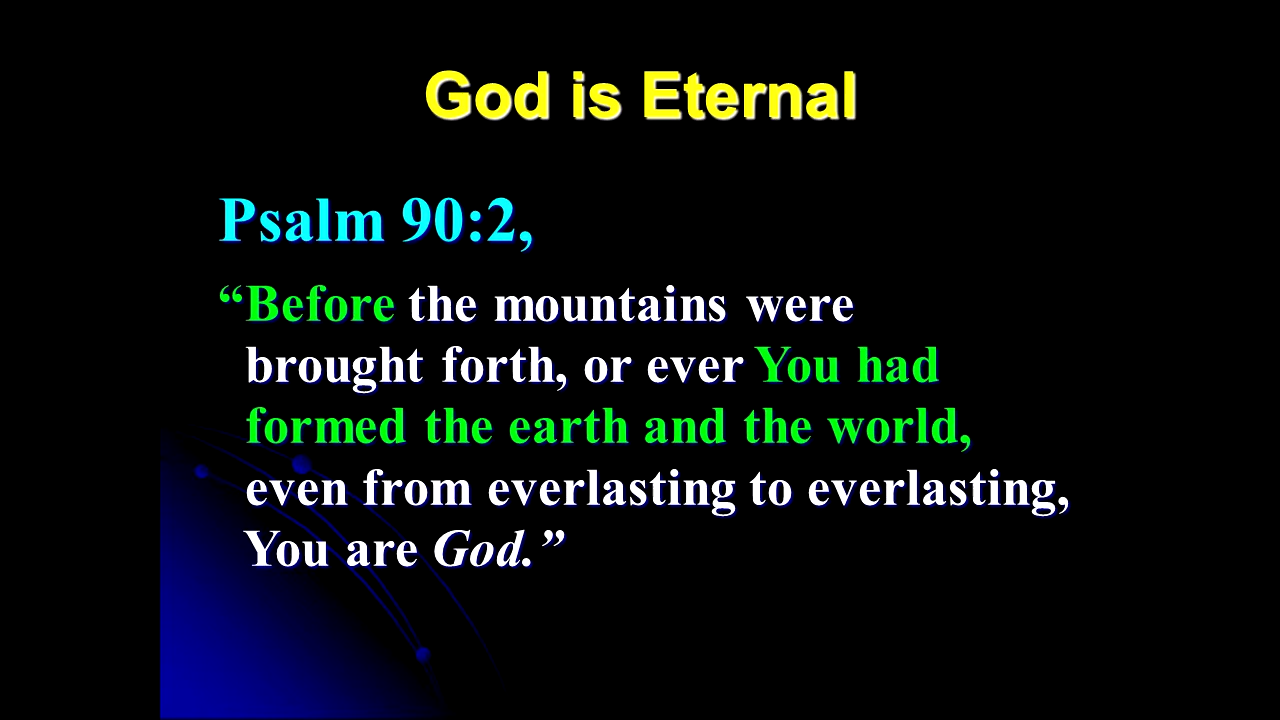 God is Eternal
Psalm 90:2,
“Before the mountains were
brought forth, or ever You had
formed the earth and the world,
even from everlasting to everlasting,
You are God.”